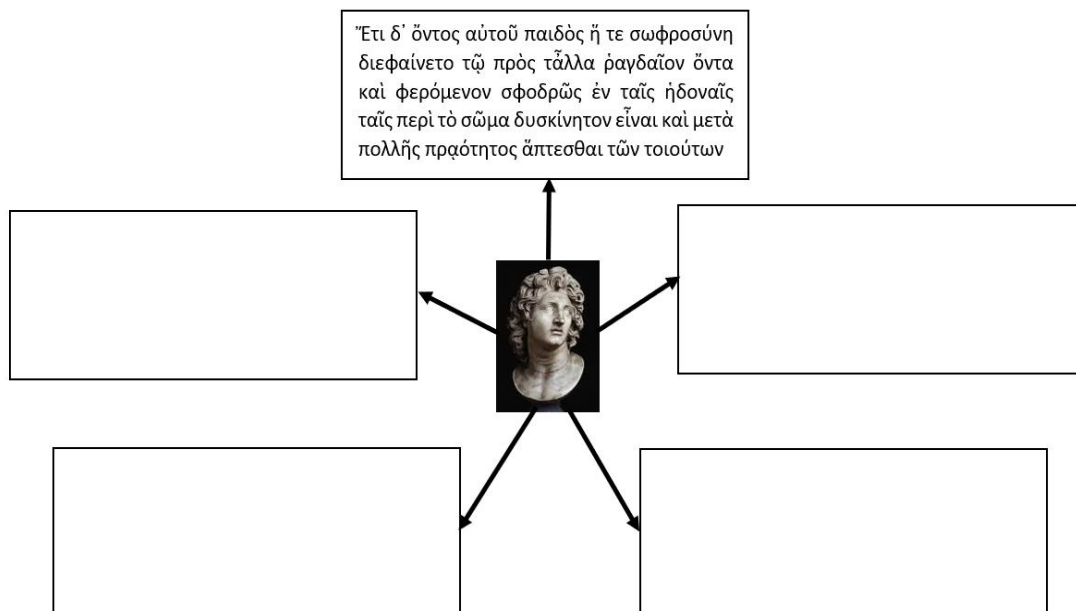 Ἔτι δ᾽ ὄντος αὐτοῦ παιδὸς ἥ τε σωφροσύνη
διεφαίνετο τῷ πρὸς τἆλλα ῥαγδαῖον ὄντα
καὶ φερόμενον σφοδρῶς ἐν ταῖς ἡδοναῖς
ταῖς περὶ τὸ σῶμα δυσκίνητον εἶναι καὶ μετὰ
πολλῆς πρᾳότητος ἅπτεσθαι τῶν τοιούτων